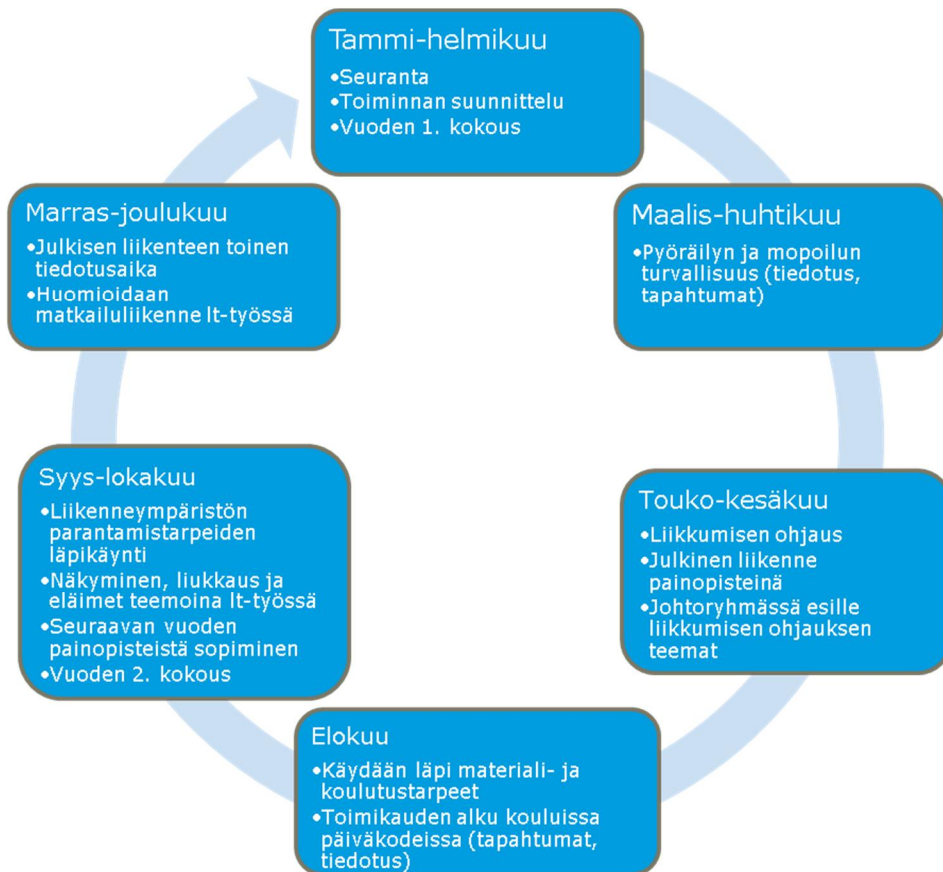 Tammi-helmikuu
•Seuranta
•Toiminnan suunnittelu
•Vuoden 1. kokous
Maalis-huhtikuu
•Pyöräilyn ja mopoilun
turvallisuus (tiedotus,
tapahtumat)
Touko-kesäkuu
•Liikkumisen ohjaus
•Julkinen liikenne
painopisteinä
•Johtoryhmässä esille
liikkumisen ohjauksen
teemat
Elokuu
•Käydään läpi materiali- ja
koulutustarpeet
•Toimikauden alku kouluissa
päiväkodeissa (tapahtumat,
tiedotus)
Syys-lokakuu
•Liikenneympäristön
parantamistarpeiden
läpikäynti
•Näkyminen, liukkaus ja
eläimet teemoina lt-työssä
•Seuraavan vuoden
painopisteistä sopiminen
•Vuoden 2. kokous
Marras-joulukuu
•Julkisen liikenteen toinen
tiedotusaika
•Huomioidaan
matkailuliikenne lt-työssä